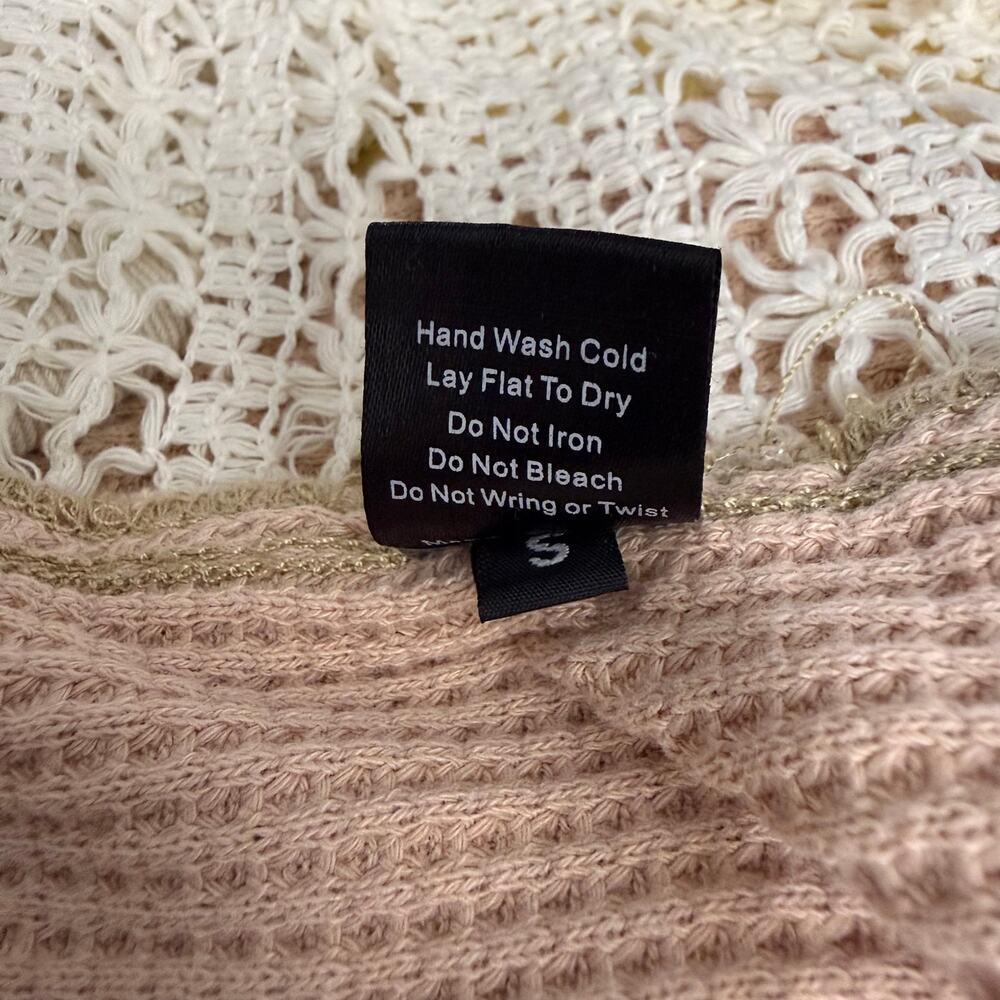 Hand Wash Cold
Lay Flat To Dry
Do Not Iron
Do Not Bleach
Do Not Wring or Twist
S